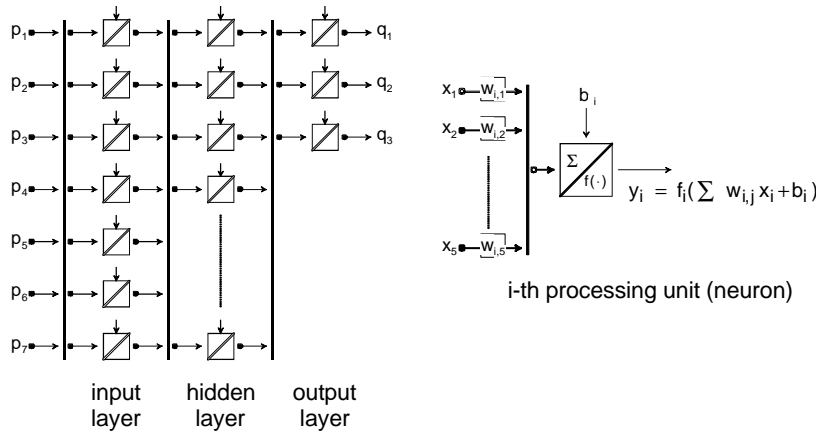 p1 q1
p2 q2
p3 q3
p4
p5
p6
p7
input layer
hidden layer
output layer
x1 wi,1
x2 wi,2
x5 wi,5
bi
Σ
f(·)
yi = fi(∑ wi,j xi+bi)
i-th processing unit (neuron)